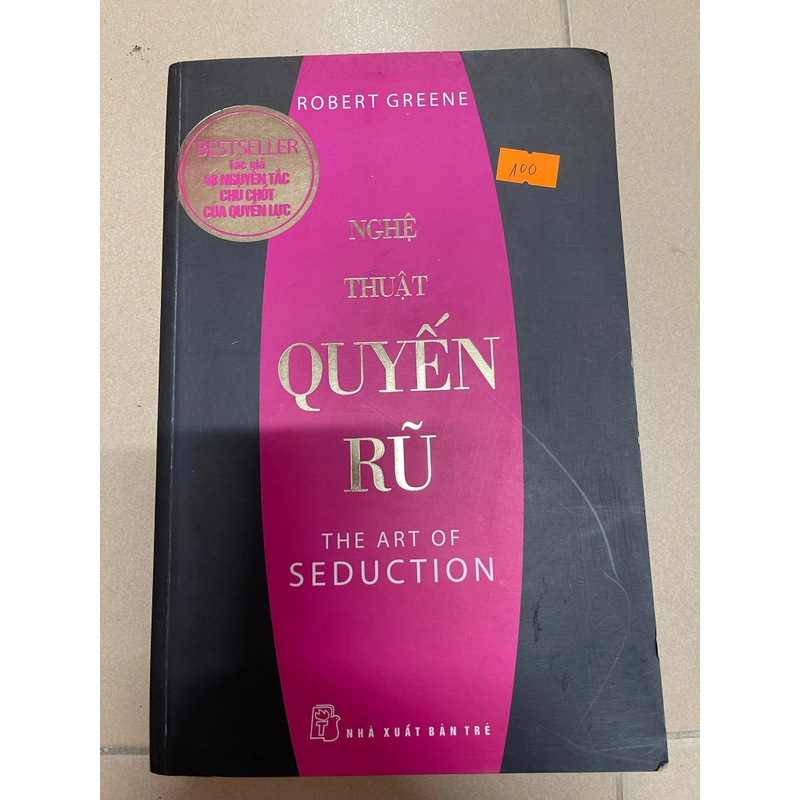 ROBERT GREENE
BESTSELLER
Tác giả
48 NGUYÊN TẮC
CHỦ CHỐT
CỦA QUYỀN LỰC
100
NGHỆ
THUẬT
QUYẾN
RŨ
THE ART OF
SEDUCTION
NHÀ XUẤT BẢN TRẺ